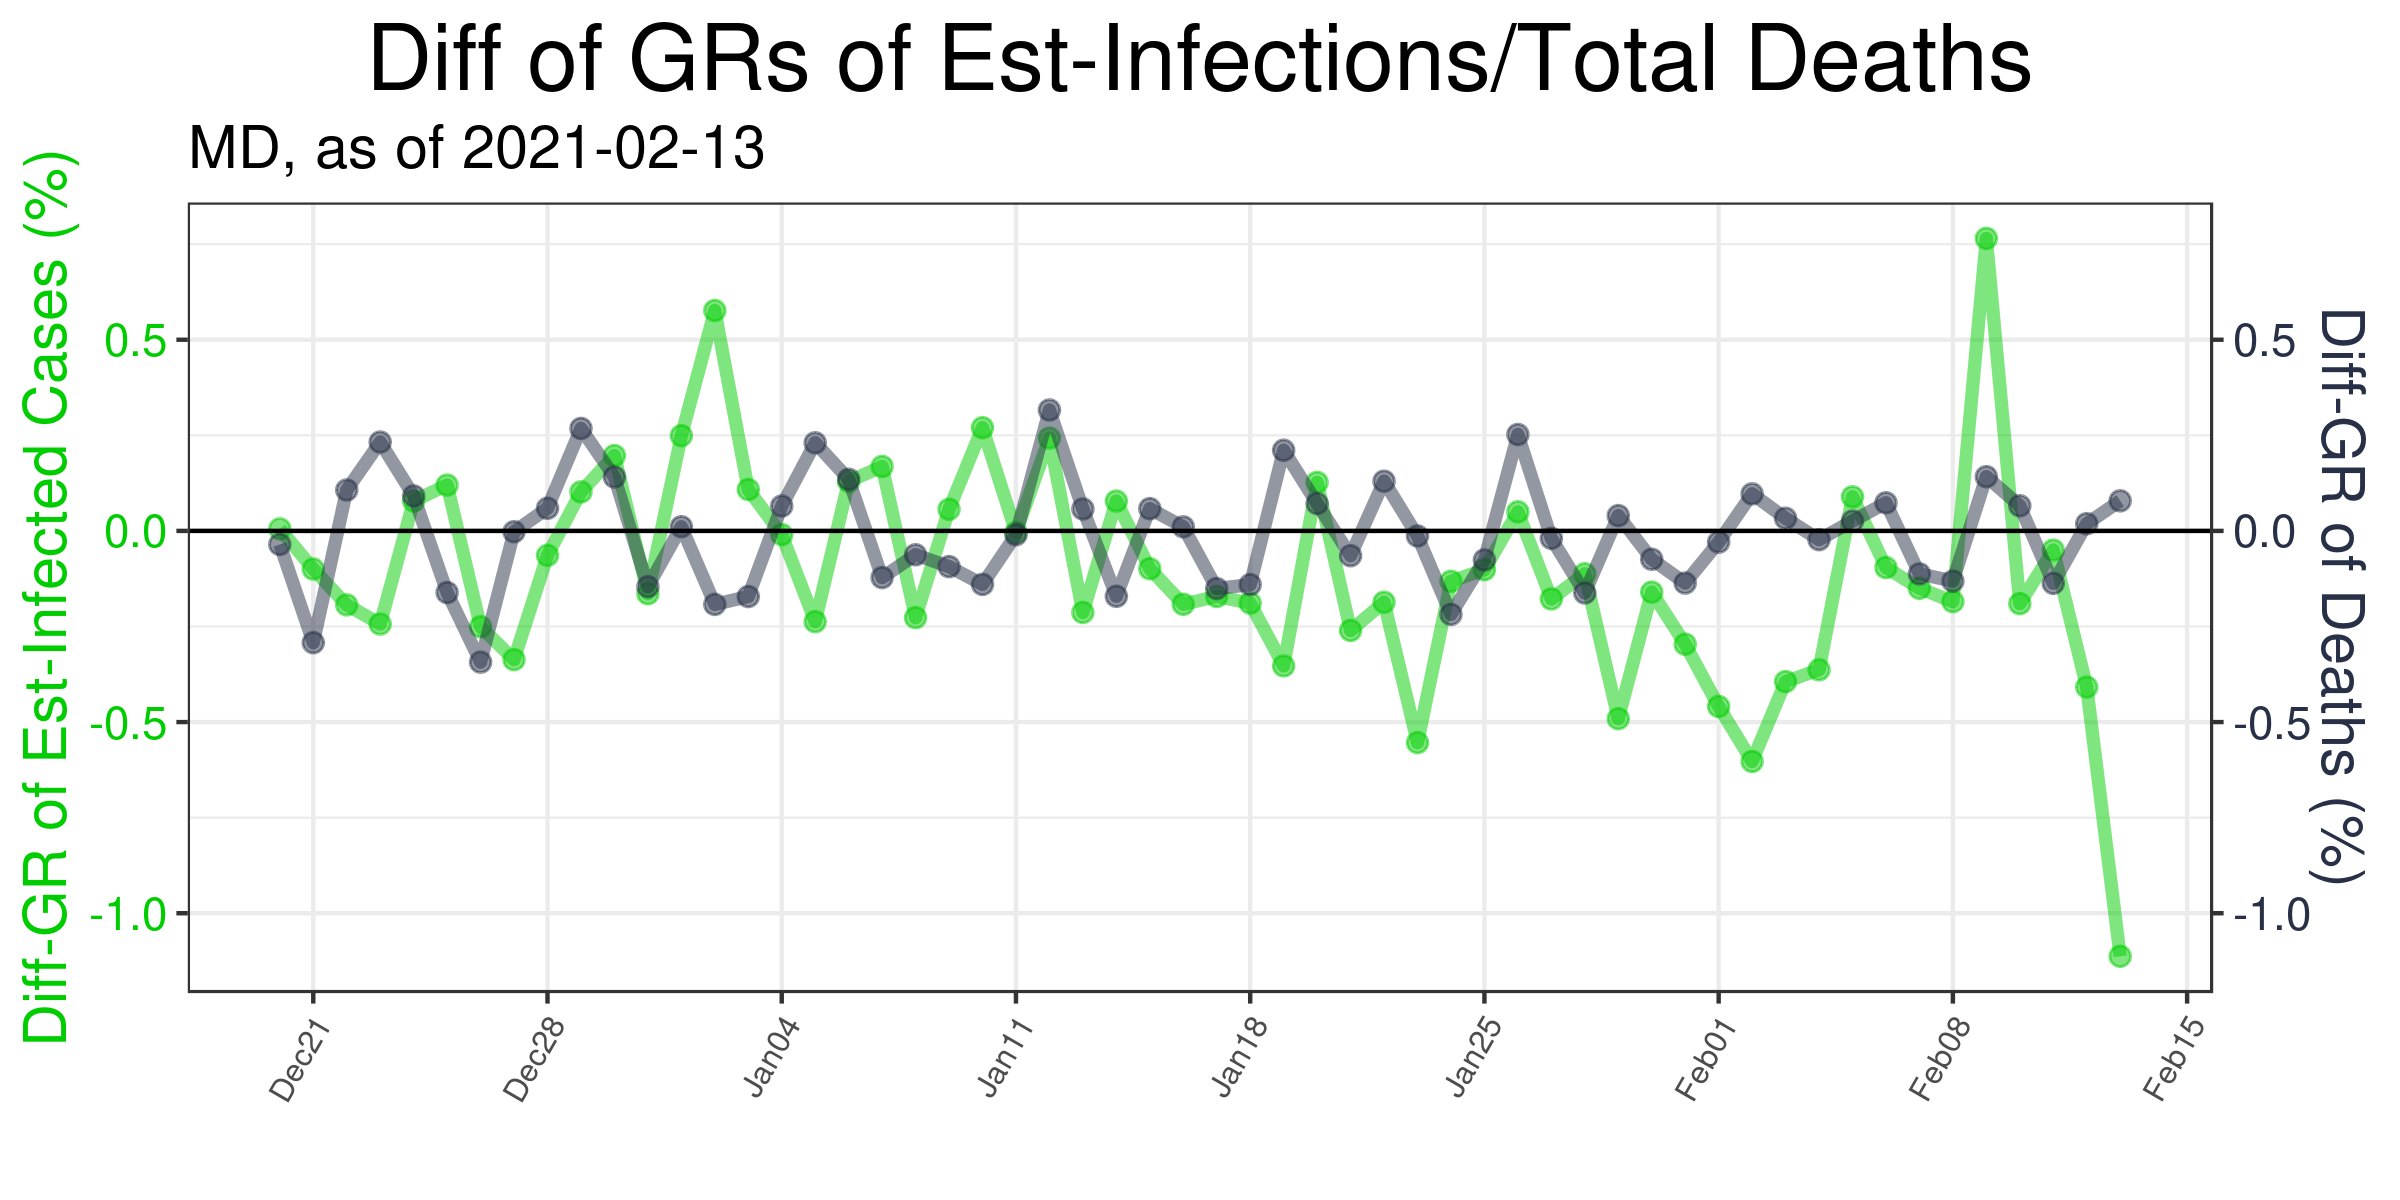 Diff of GRs of Est-Infections/Total Deaths
MD, as of 2021-02-13
Diff-GR of Est-Infected Cases (%)
0.5
0.0
-0.5
-1.0
0.5
0.0
-0.5
-1.0
Diff-GR of Deaths (%)
Dec21
Dec28
Jan04
Jan11
Jan18
Jan25
Feb01
Feb08
Feb15